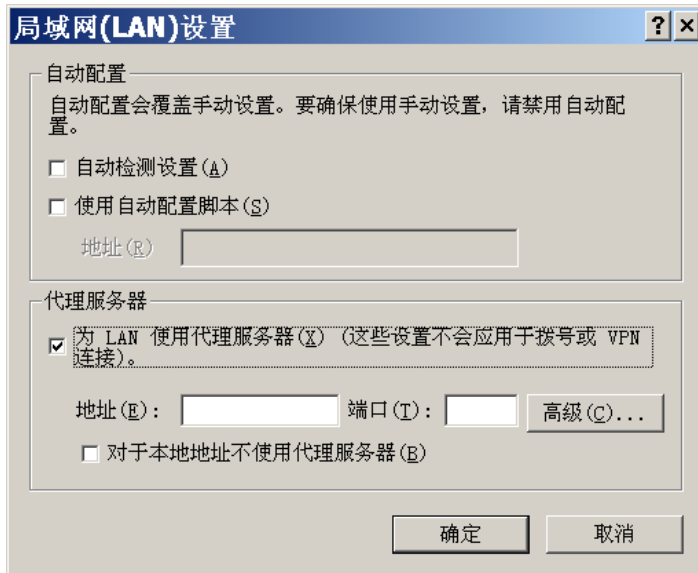 局域网(LAN)设置
自动配置
自动配置会覆盖手动设置。要确保使用手动设置，请禁用自动配
置。
自动检测设置(A)
使用自动配置脚本(S)
地址(R)
代理服务器
为 LAN 使用代理服务器(X) (这些设置不会应用于拨号或 VPN
连接)。
地址(E): 端口(T): 高级(C)...
对于本地地址不使用代理服务器(B)
确定 取消